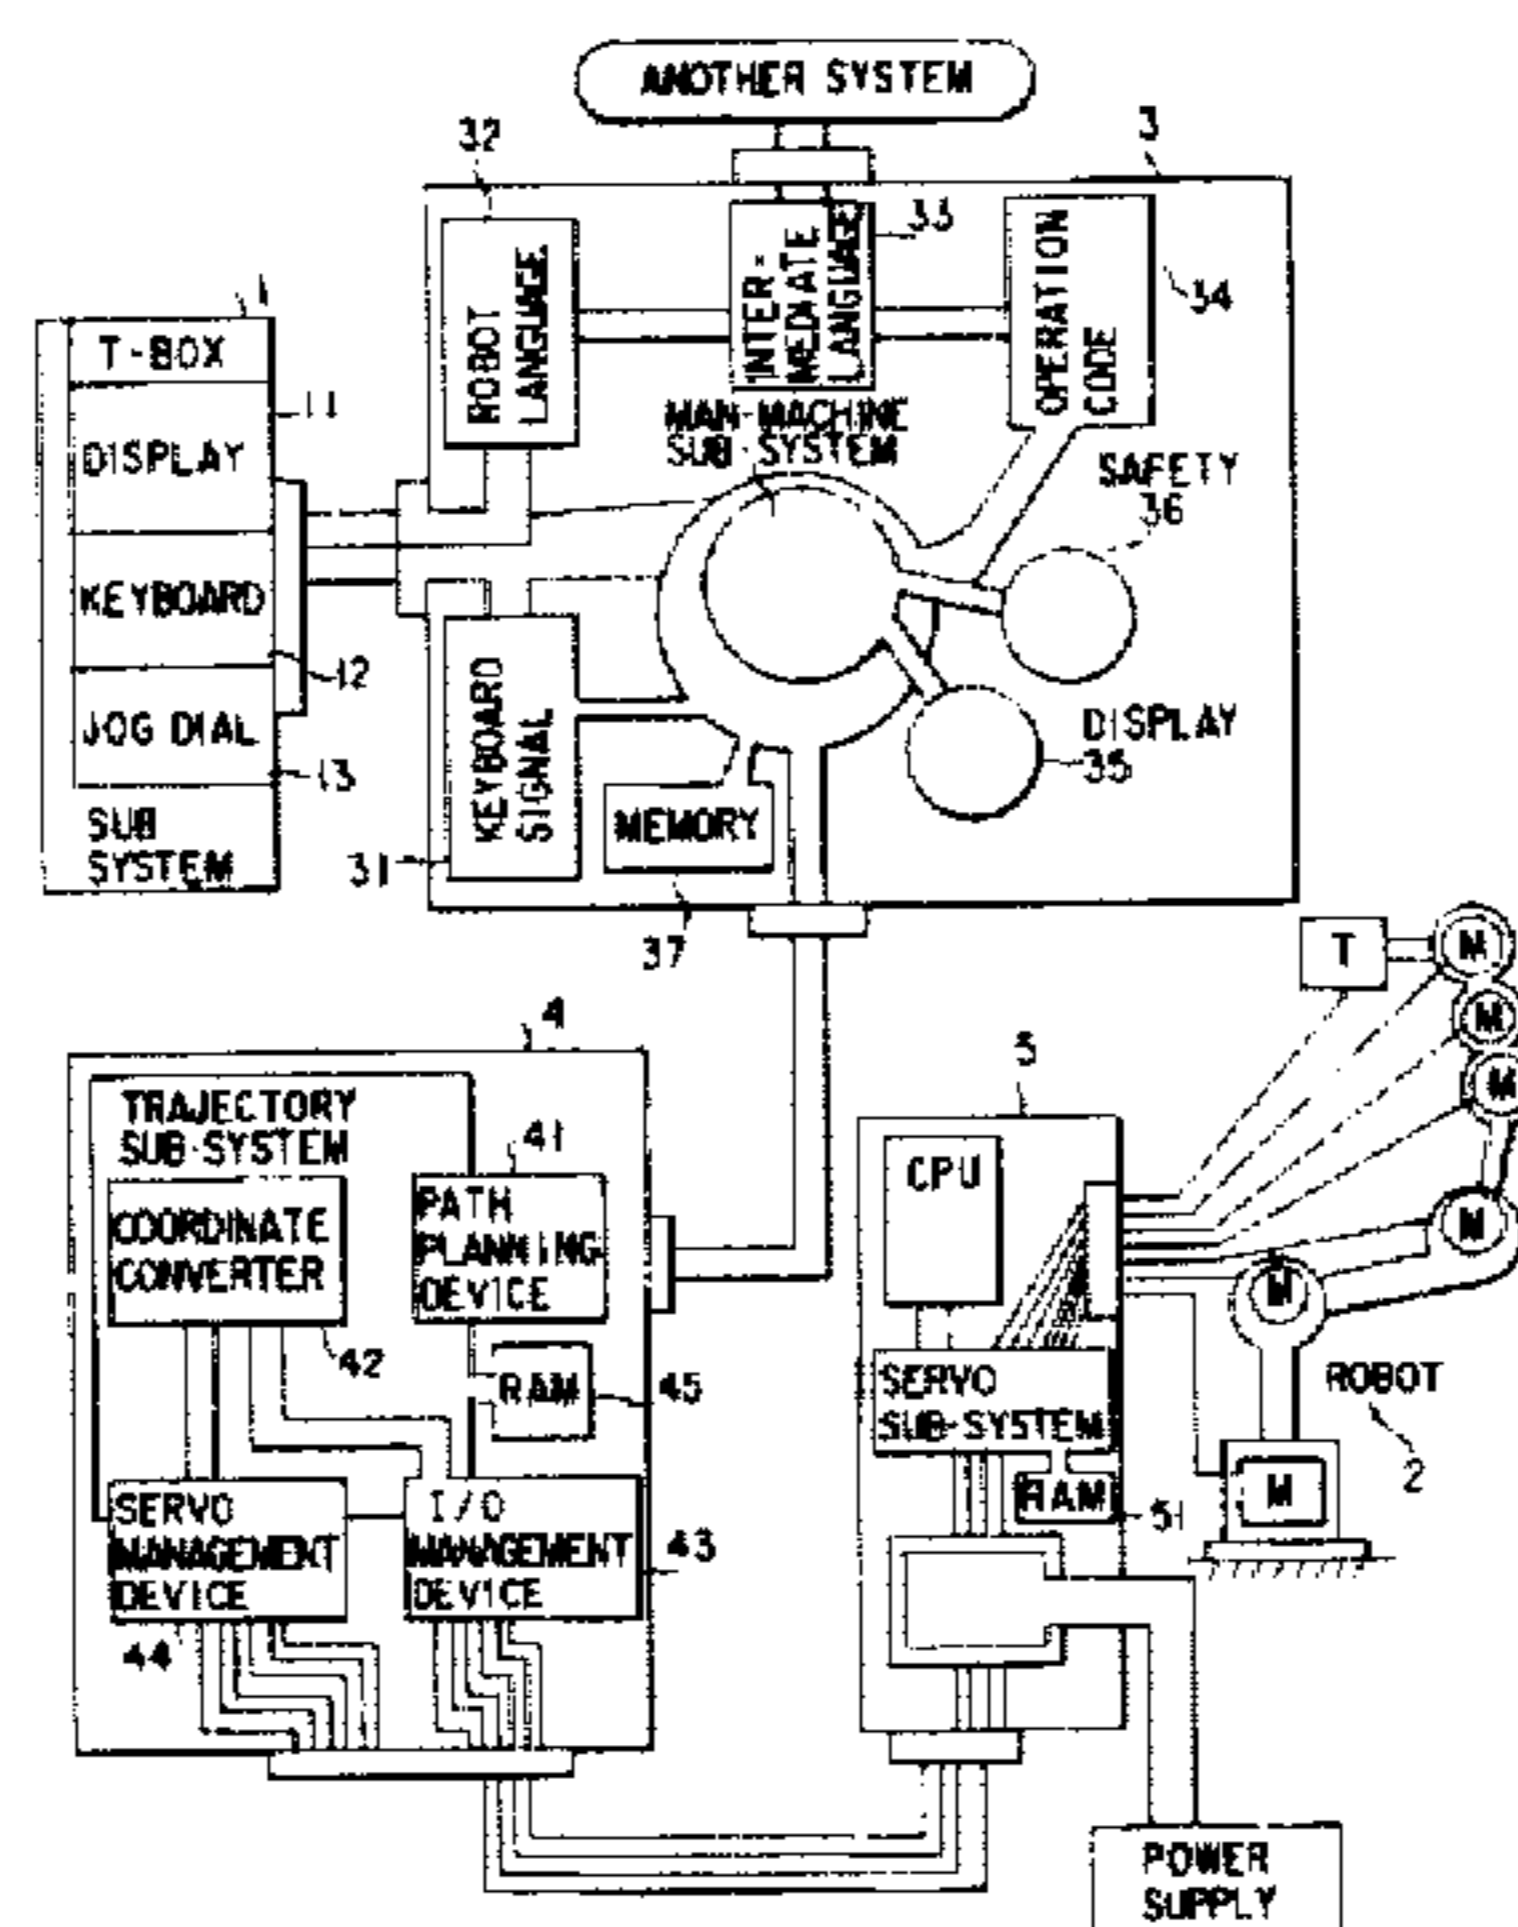 ANOTHER SYSTEM
32
3
33
ROBOT
LANGUAGE
INTER-
MEDIATE
LANGUAGE
OPERATION
CODE
34
1
T-BOX
11
DISPLAY
MAN-MACHINE
SUB-SYSTEM
SAFETY
36
KEYBOARD
12
JOG DIAL
13
SUB
SYSTEM
KEYBOARD
SIGNAL
31
DISPLAY
35
MEMORY
37
T
M
M
M
M
M
M
4
TRAJECTORY
SUB-SYSTEM
41
COORDINATE
CONVERTER
42
PATH
PLANNING
DEVICE
RAM
45
SERVO
MANAGEMENT
DEVICE
44
I/O
MANAGEMENT
DEVICE
43
5
CPU
SERVO
SUB-SYSTEM
RAM
51
ROBOT
2
POWER
SUPPLY